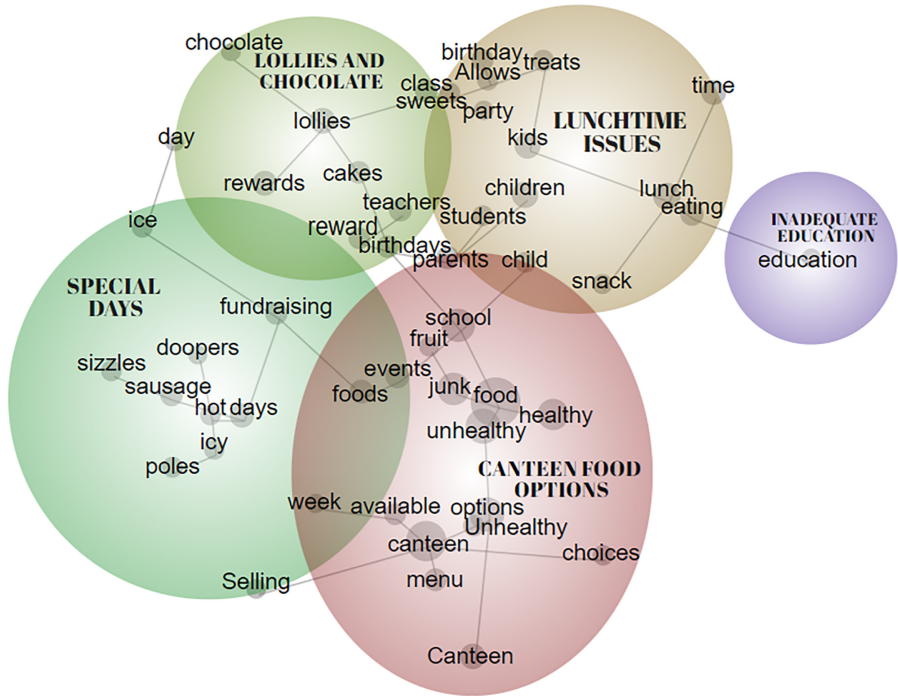 chocolate
LOLLIES AND
CHOCOLATE
birthday
Allows
treats
class
sweets
party
time
lollies
LUNCHTIME
ISSUES
day
kids
rewards
cakes
children
lunch
eating
teachers
students
reward
birthdays
ice
parents
child
snack
INADEQUATE
EDUCATION
education
SPECIAL
DAYS
fundraising
school
fruit
doopers
sizzles
sausage
events
foods
junk
food
hot
days
healthy
unhealthy
icy
poles
CANTEEN FOOD
OPTIONS
week
available
options
Unhealthy
canteen
choices
menu
Selling
Canteen